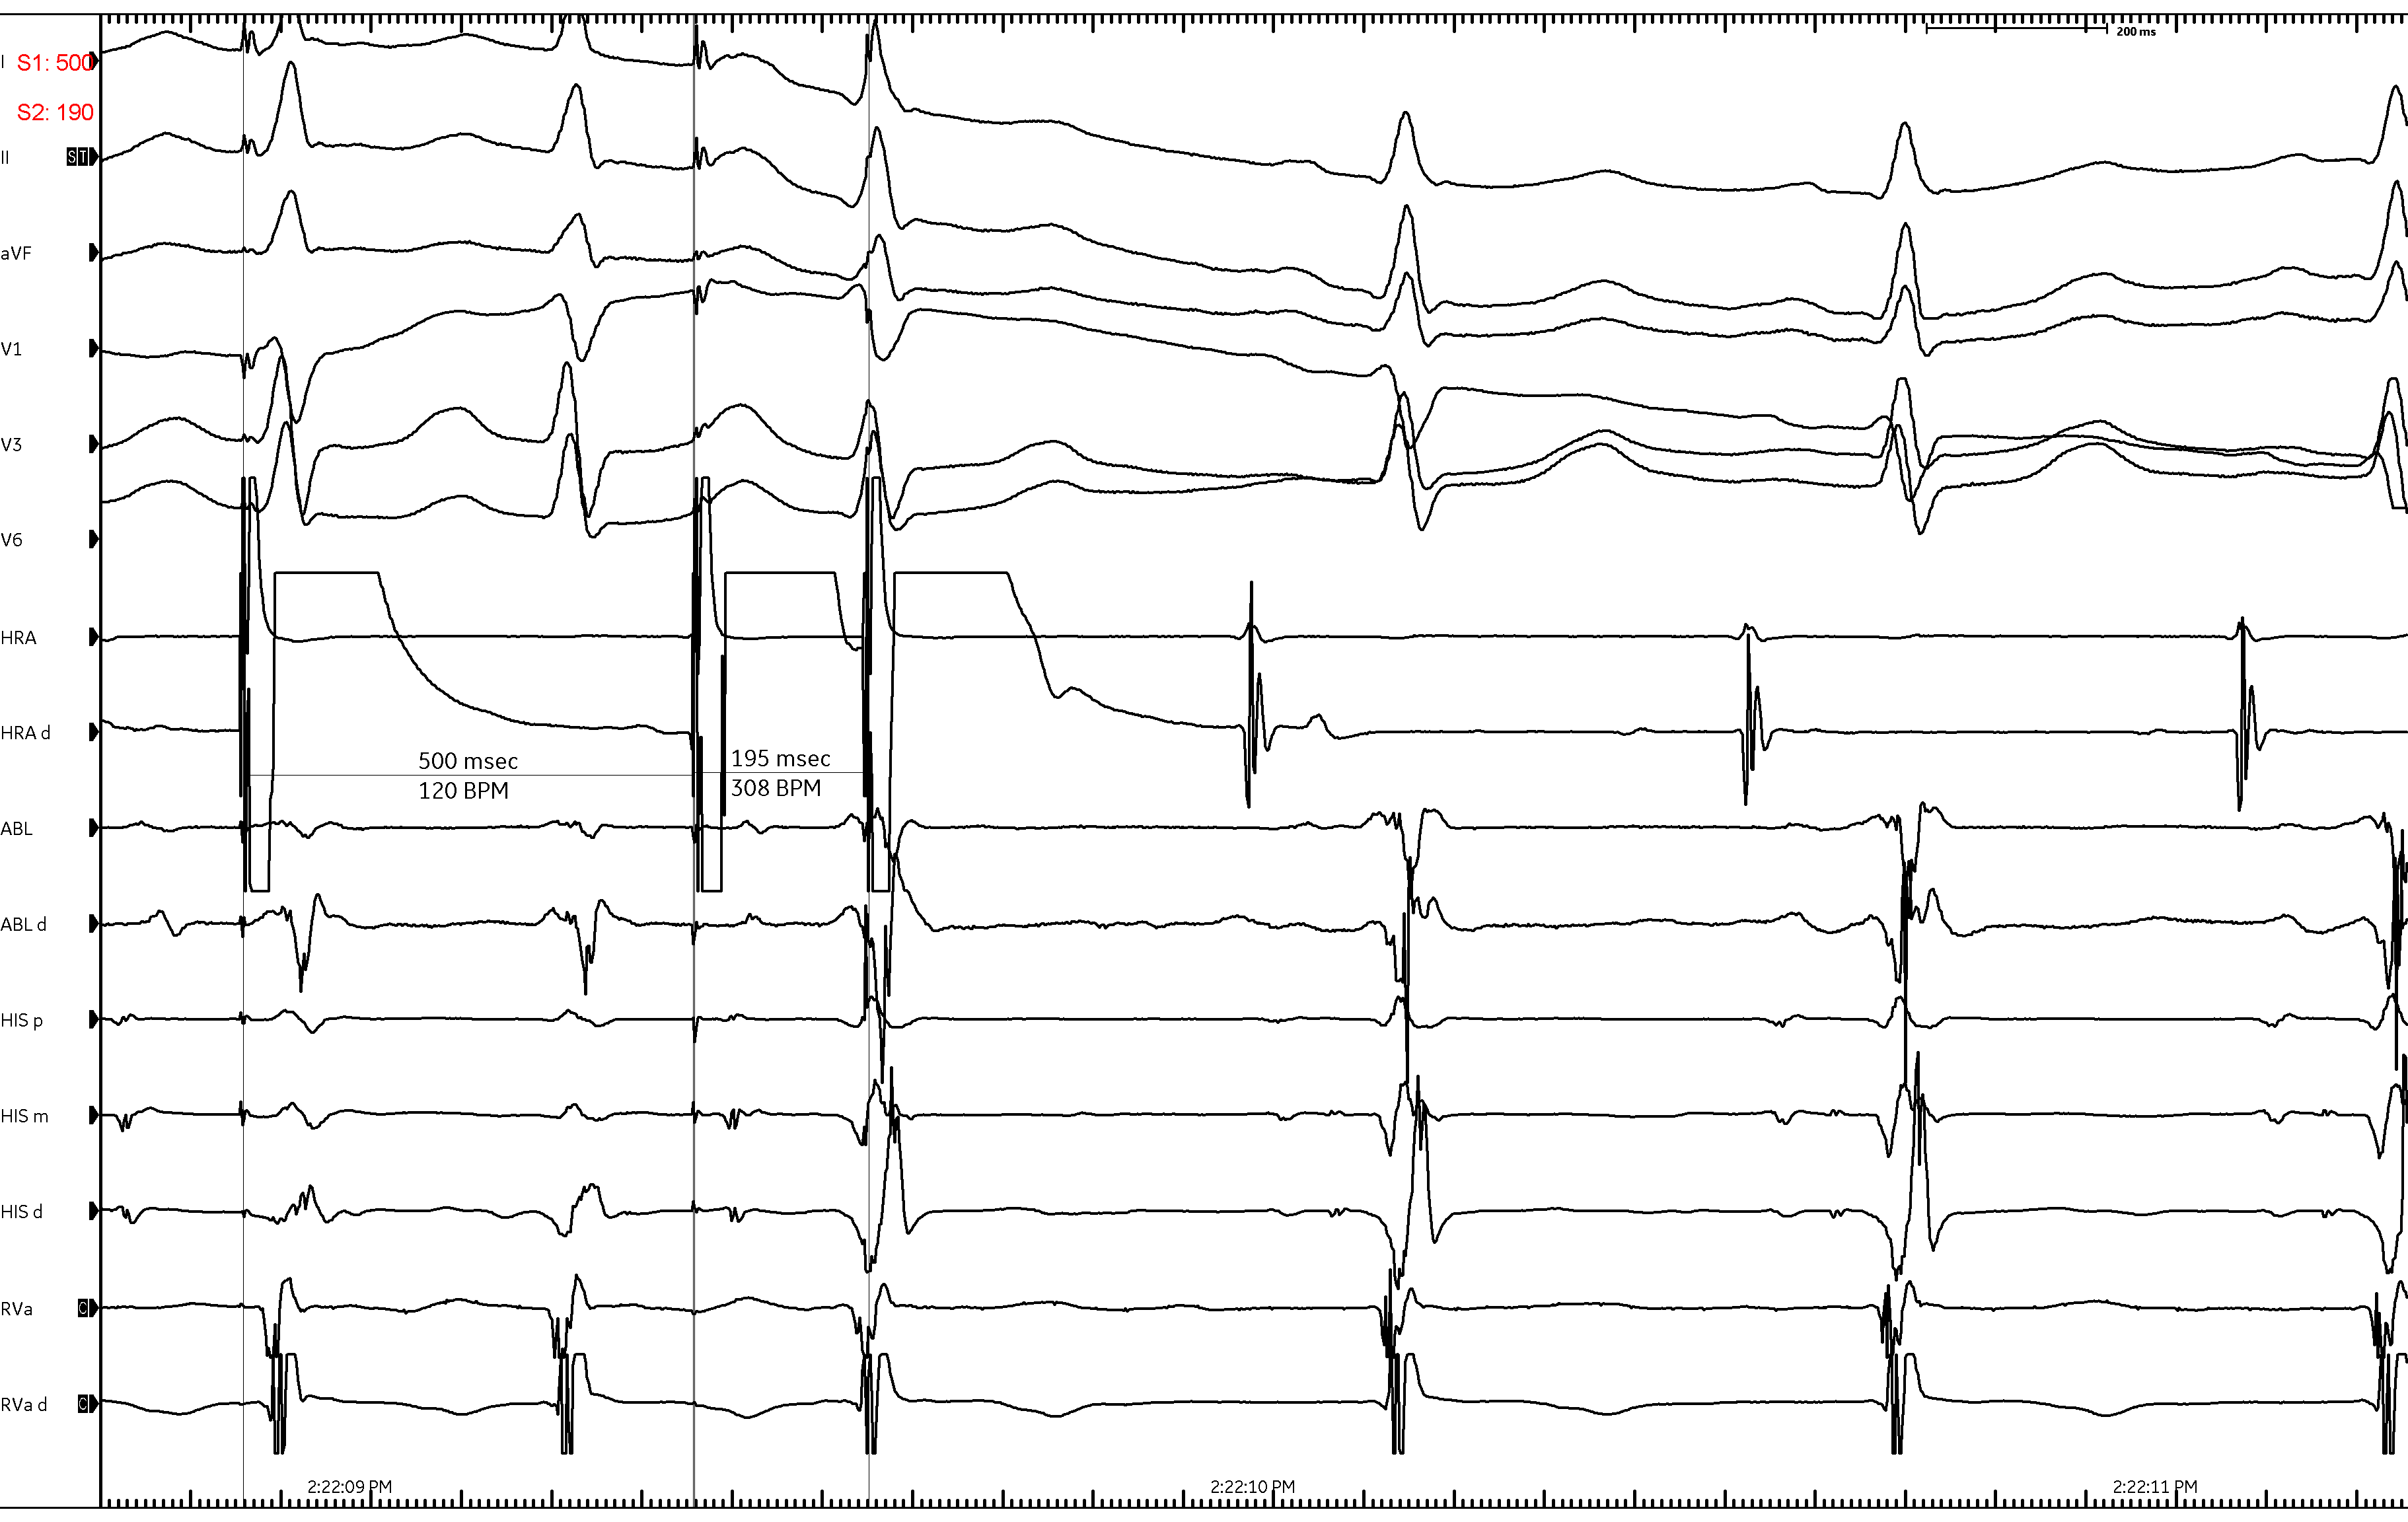 200 ms
I S1: 500
S2: 190
II ST
aVF
V1
V3
V6
HRA
HRA d
500 msec
120 BPM
195 msec
308 BPM
ABL
ABL d
HIS p
HIS m
HIS d
RVa C
RVa d C
2:22:09 PM 2:22:10 PM 2:22:11 PM